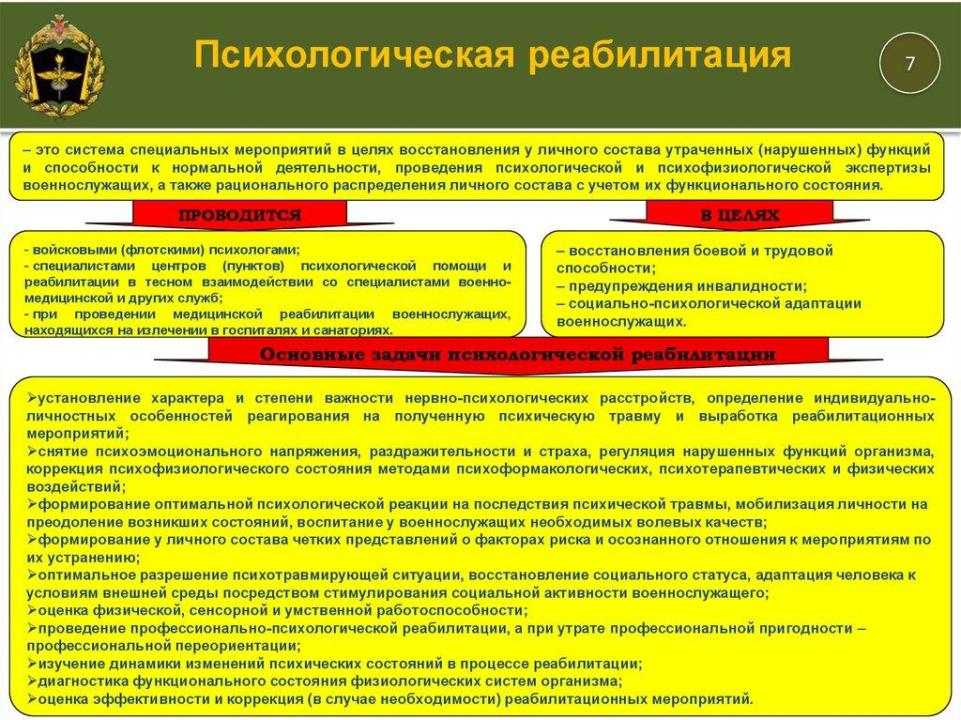 Психологическая реабилитация
7
– это система специальных мероприятий в целях восстановления у личного состава утраченных (нарушенных) функций
и способности к нормальной деятельности, проведения психологической и психофизиологической экспертизы
военнослужащих, а также рационального распределения личного состава с учетом их функционального состояния.
ПРОВОДИТСЯ
В ЦЕЛЯХ
- войсковыми (флотскими) психологами;
- специалистами центров (пунктов) психологической помощи и
реабилитации в тесном взаимодействии со специалистами военно-
медицинской и других служб;
- при проведении медицинской реабилитации военнослужащих,
находящихся на излечении в госпиталях и санаториях.
– восстановления боевой и трудовой
способности;
– предупреждения инвалидности;
– социально-психологической адаптации
военнослужащих.
Основные задачи психологической реабилитации
➢установление характера и степени важности нервно-психологических расстройств, определение индивидуально-
личностных особенностей реагирования на полученную психическую травму и выработка реабилитационных
мероприятий;
➢снятие психоэмоционального напряжения, раздражительности и страха, регуляция нарушенных функций организма,
коррекция психофизиологического состояния методами психоформакологических, психотерапевтических и физических
воздействий;
➢формирование оптимальной психологической реакции на последствия психической травмы, мобилизация личности на
преодоление возникших состояний, воспитание у военнослужащих необходимых волевых качеств;
➢формирование у личного состава четких представлений о факторах риска и осознанного отношения к мероприятиям по
их устранению;
➢оптимальное разрешение психотравмирующей ситуации, восстановление социального статуса, адаптация человека к
условиям внешней среды посредством стимулирования социальной активности военнослужащего;
➢оценка физической, сенсорной и умственной работоспособности;
➢проведение профессионально-психологической реабилитации, а при утрате профессиональной пригодности –
профессиональной переориентации;
➢изучение динамики изменений психических состояний в процессе реабилитации;
➢диагностика функционального состояния физиологических систем организма;
➢оценка эффективности и коррекция (в случае необходимости) реабилитационных мероприятий.